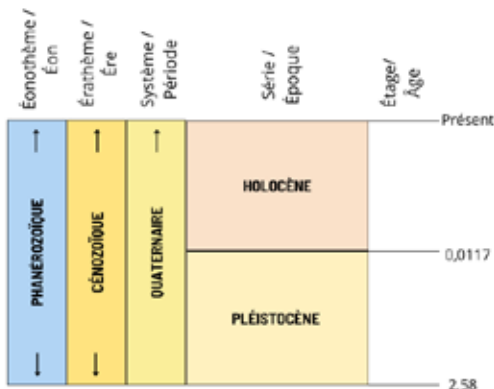 Éonothème /
Éon
Érathème /
Ère
Système /
Période
Série /
Époque
Étage/
Âge
Présent
PHANÉROZOÏQUE
CÉNOZOÏQUE
QUATERNAIRE
HOLOCÈNE
0,0117
PLÉISTOCÈNE
2,58